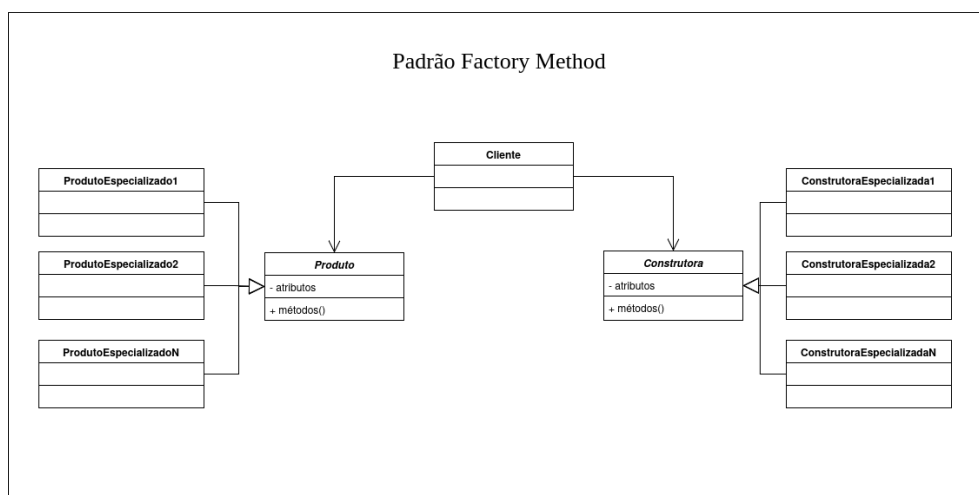 Padrão Factory Method
Cliente
ProdutoEspecializado1
ConstrutoraEspecializada1
ProdutoEspecializado2
Produto
- atributos
+ métodos()
Construtora
- atributos
+ métodos()
ConstrutoraEspecializada2
ProdutoEspecializadoN
ConstrutoraEspecializadaN